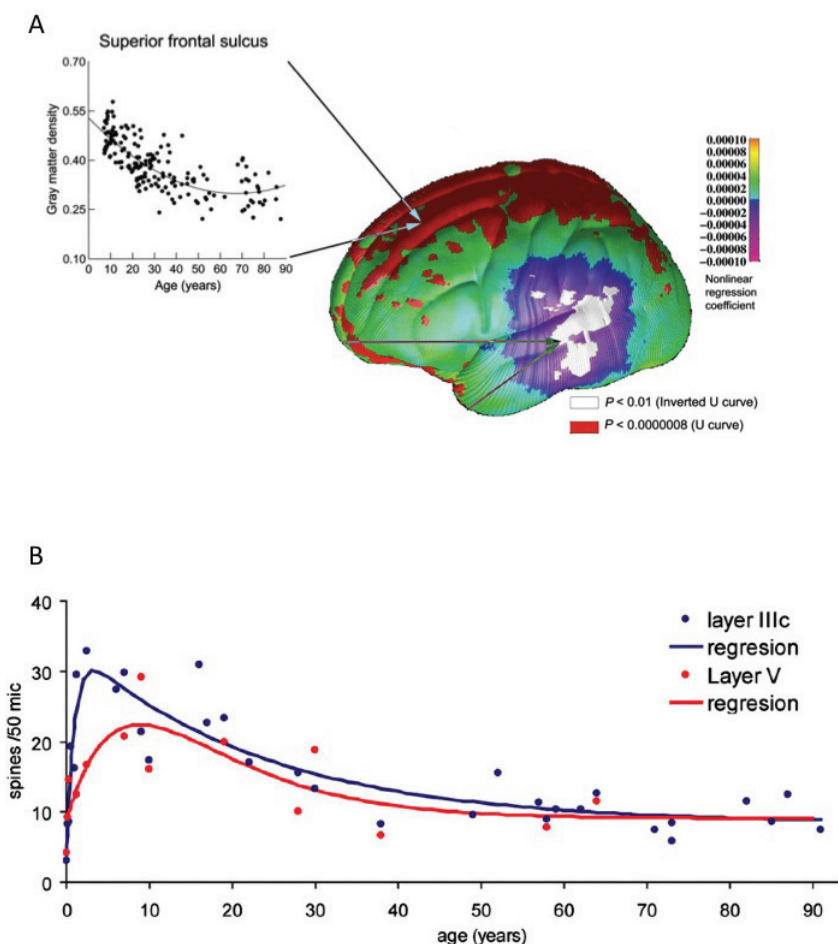 A
Superior frontal sulcus
Gray matter density
0.70
0.55
0.40
0.25
0.10
0 10 20 30 40 50 60 70 80 90
Age (years)
0.00010
0.00008
0.00006
0.00004
0.00002
0.00000
−0.00002
−0.00004
−0.00006
−0.00008
−0.00010
Nonlinear
regression
coefficient
P < 0.01 (Inverted U curve)
P < 0.0000008 (U curve)
B
spines /50 mic
40
30
20
10
0
0 10 20 30 40 50 60 70 80 90
age (years)
layer IIIc
regresion
Layer V
regresion